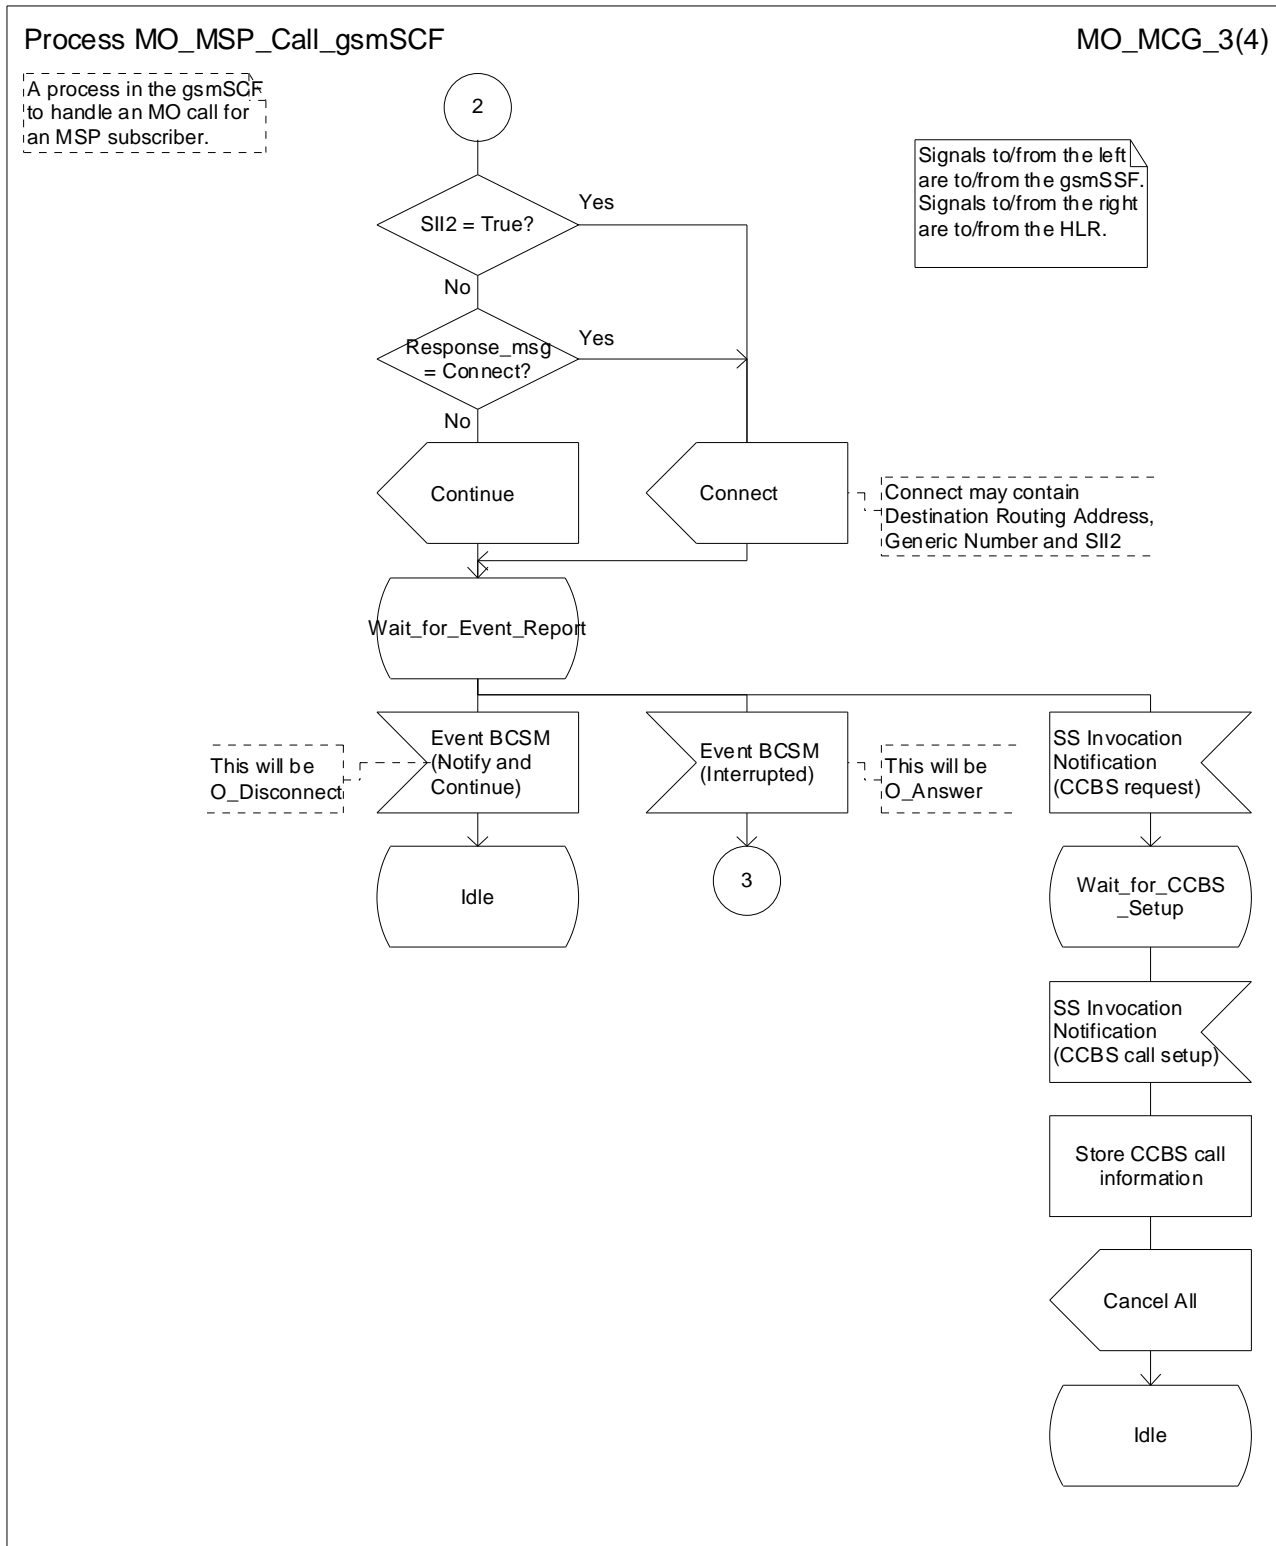 Process MO_MSP_Call_gsmSCF
MO_MCG_3(4)
A process in the gsmSCF
to handle an MO call for
an MSP subscriber.
2
Signals to/from the left
are to/from the gsmSSF.
Signals to/from the right
are to/from the HLR.
SII2 = True?
Yes
No
Response_msg
= Connect?
Yes
No
Continue
Connect
Connect may contain
Destination Routing Address,
Generic Number and SII2
Wait_for_Event_Report
This will be
O_Disconnect
Event BCSM
(Notify and
Continue)
Event BCSM
(Interrupted)
This will be
O_Answer
SS Invocation
Notification
(CCBS request)
Idle
3
Wait_for_CCBS
_Setup
SS Invocation
Notification
(CCBS call setup)
Store CCBS call
information
Cancel All
Idle